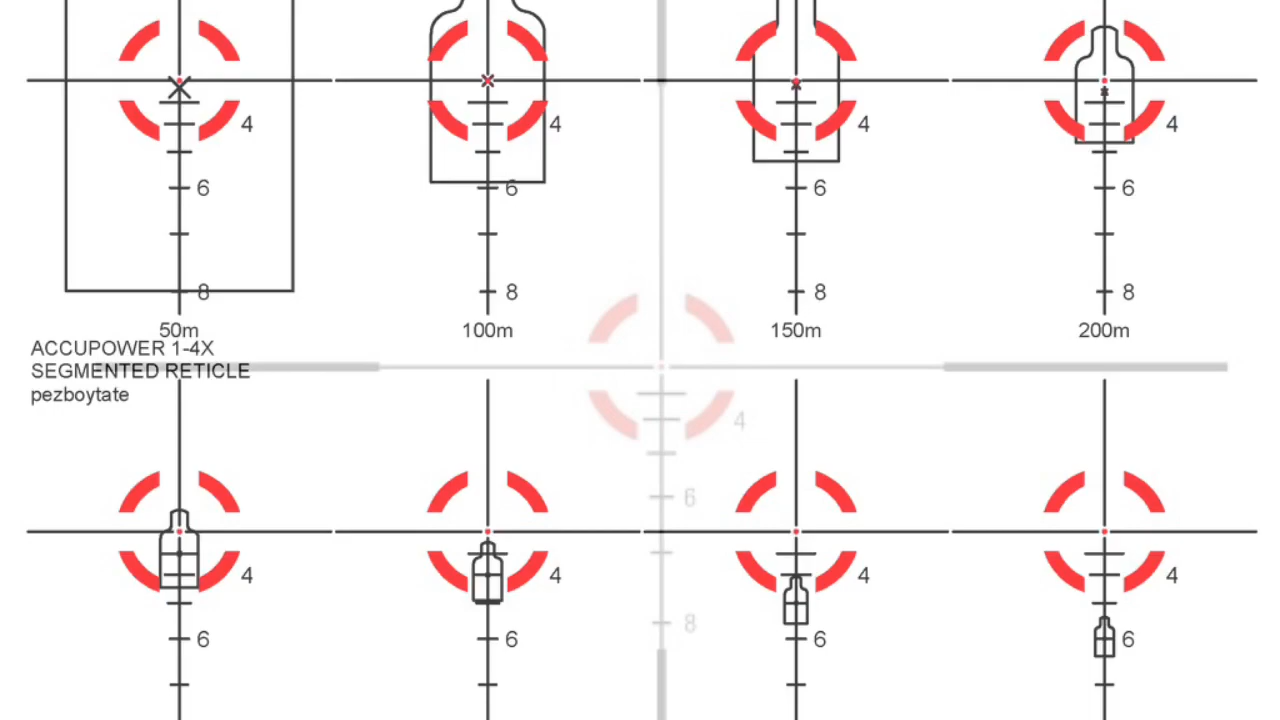 4 4 4 4
6 6 6 6
8 8 8 8
50m 100m 150m 200m
ACCUPOWER 1-4X
SEGMENTED RETICLE
pezboytate
4
6
8
4 4 4 4
6 6 6 6